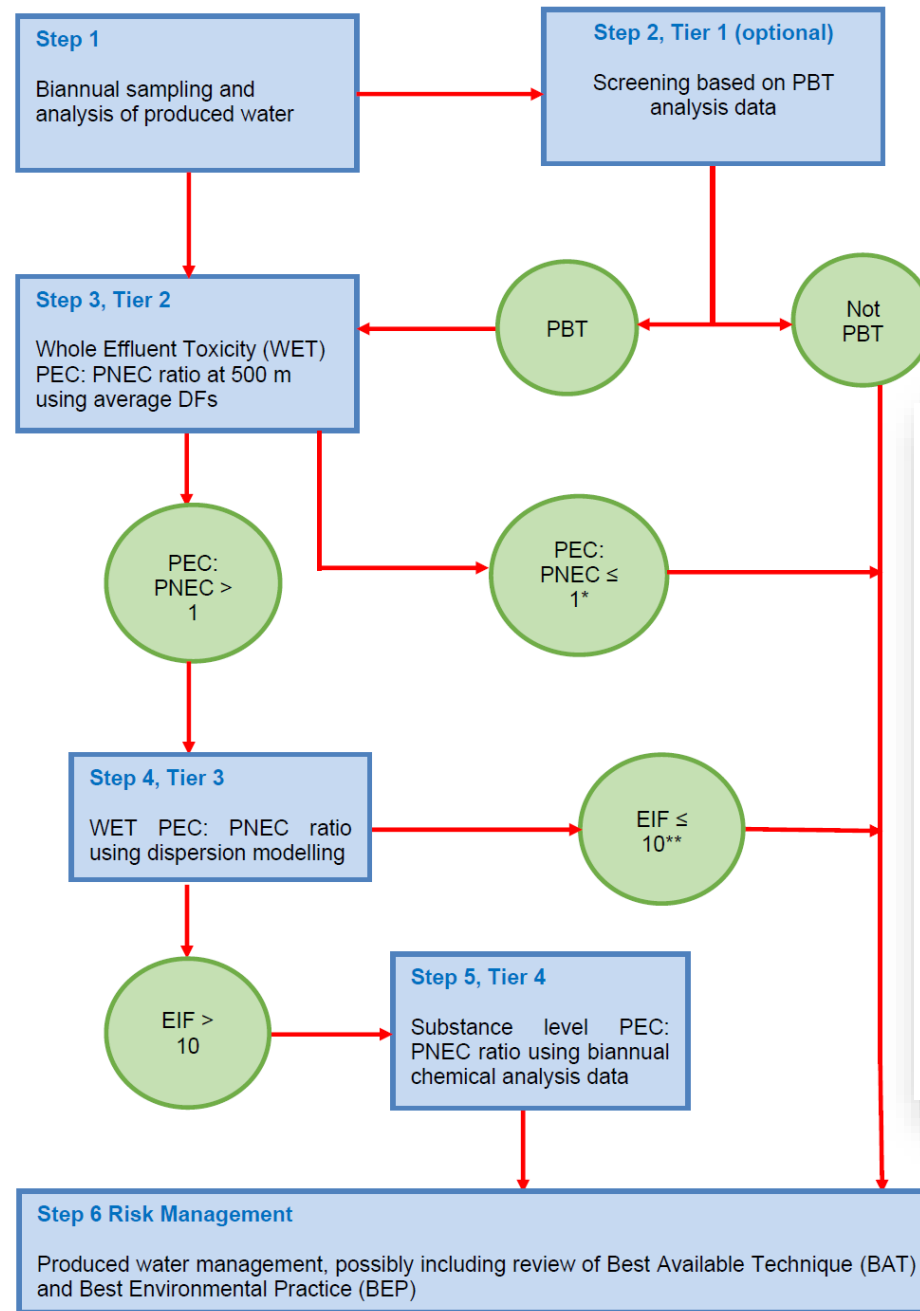 Step 1
Biannual sampling and
analysis of produced water
Step 2, Tier 1 (optional)
Screening based on PBT
analysis data
Step 3, Tier 2
Whole Effluent Toxicity (WET)
PEC: PNEC ratio at 500 m
using average DFs
PBT
Not
PBT
PEC:
PNEC >
1
PEC:
PNEC ≤
1*
Step 4, Tier 3
WET PEC: PNEC ratio
using dispersion modelling
EIF ≤
10**
EIF >
10
Step 5, Tier 4
Substance level PEC:
PNEC ratio using biannual
chemical analysis data
Step 6 Risk Management
Produced water management, possibly including review of Best Available Technique (BAT)
and Best Environmental Practice (BEP)